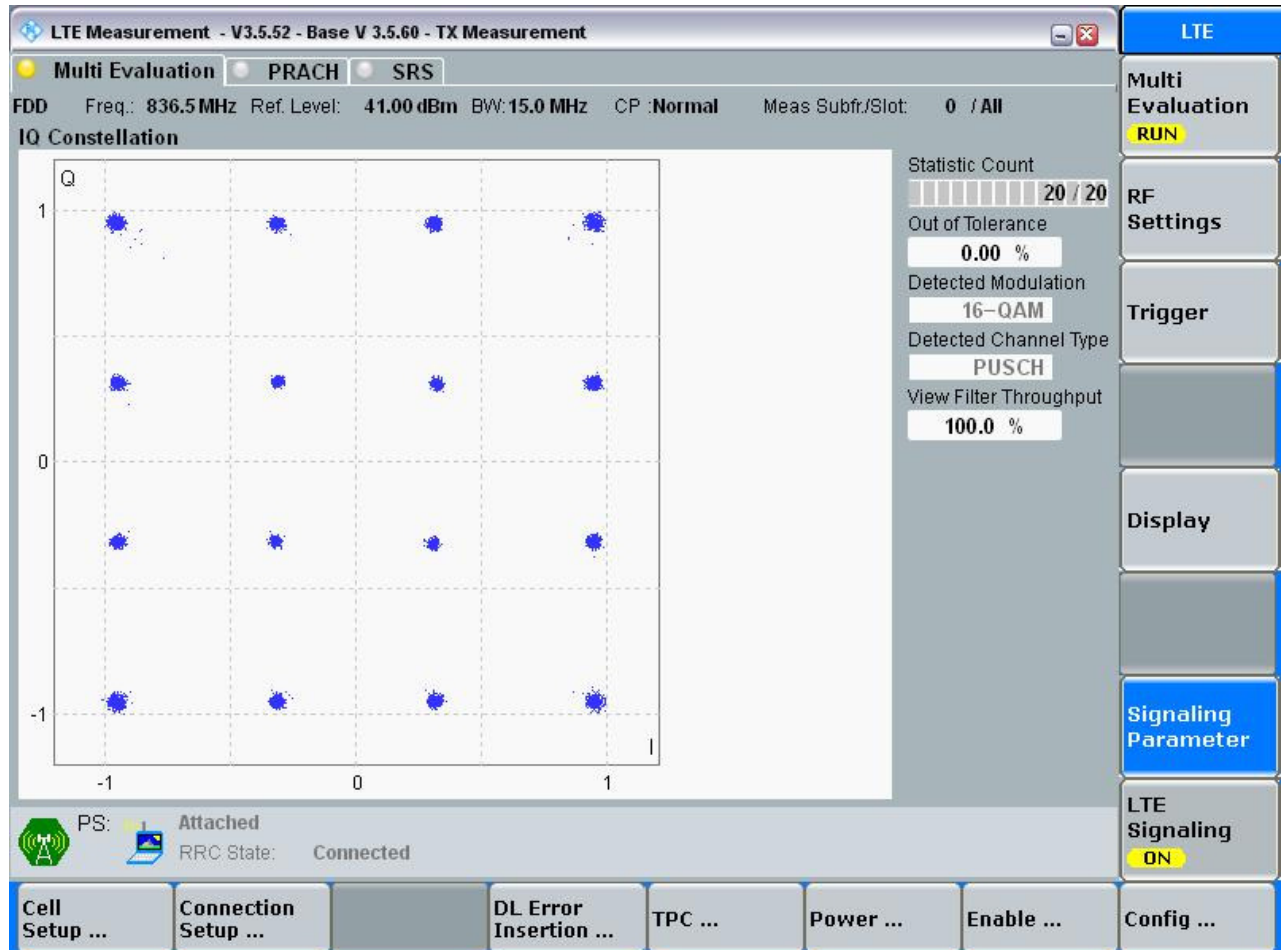 LTE Measurement - V3.5.52 - Base V 3.5.60 - TX Measurement
LTE
Multi Evaluation PRACH SRS
FDD Freq.: 836.5 MHz Ref. Level: 41.00 dBm BW: 15.0 MHz CP :Normal Meas Subfr./Slot: 0 / All
IQ Constellation
Q
1
0
-1
-1 0 1
I
Statistic Count
20 / 20
Out of Tolerance
0.00 %
Detected Modulation
16-QAM
Detected Channel Type
PUSCH
View Filter Throughput
100.0 %
Multi
Evaluation
RUN
RF
Settings
Trigger
Display
Signaling
Parameter
LTE
Signaling
ON
PS: Attached
RRC State: Connected
Cell
Setup ...
Connection
Setup ...
DL Error
Insertion ...
TPC ...
Power ...
Enable ...
Config ...